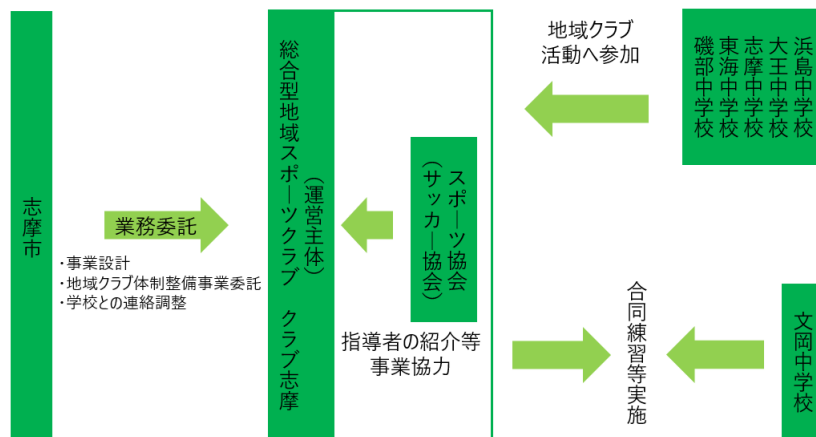 志摩市
業務委託
・事業設計
・地域クラブ体制整備事業委託
・学校との連絡調整
総合型地域スポーツクラブ クラブ志摩
(運営主体)
スポーツ協会
(サッカー協会)
指導者の紹介等
事業協力
地域クラブ
活動へ参加
浜島中学校
大王中学校
志摩中学校
東海中学校
磯部中学校
合同練習等実施
文岡中学校